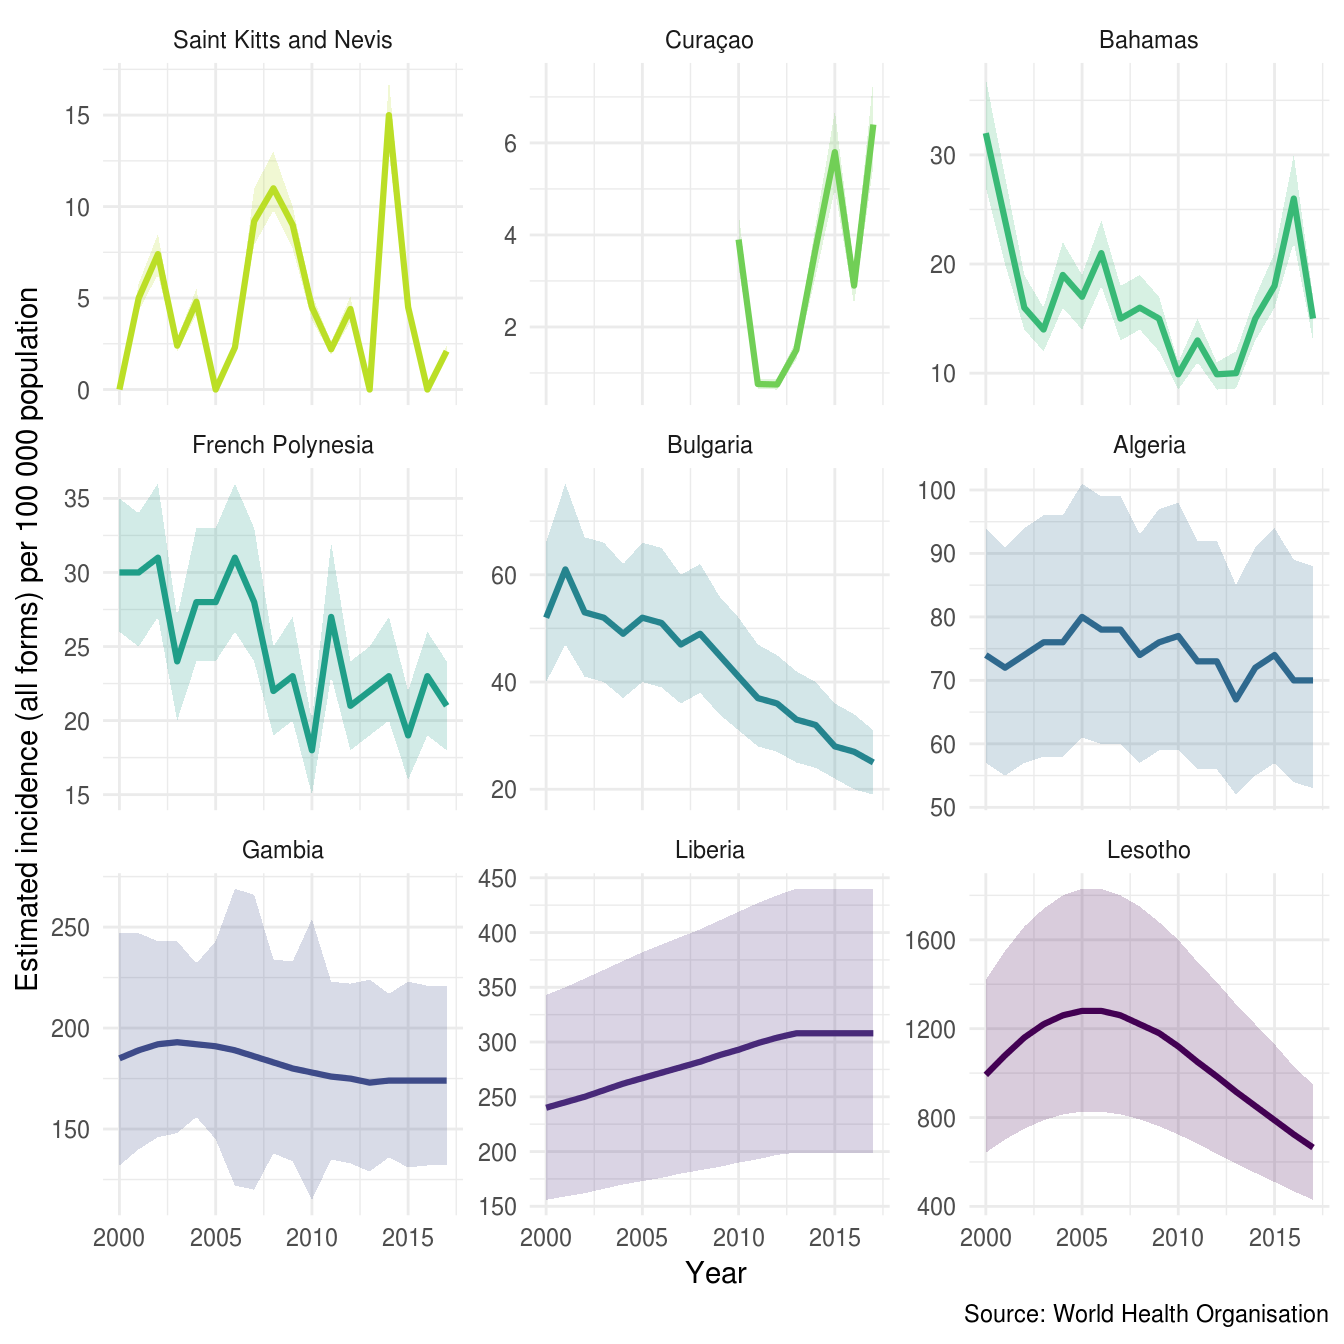 Saint Kitts and Nevis
Curaçao
Bahamas
15
10
5
0
6
4
2
30
20
10
Estimated incidence (all forms) per 100 000 population
French Polynesia
Bulgaria
Algeria
35
30
25
20
15
60
40
20
100
90
80
70
60
50
Gambia
Liberia
Lesotho
250
200
150
450
400
350
300
250
200
150
1600
1200
800
400
2000 2005 2010 2015
2000 2005 2010 2015
2000 2005 2010 2015
Year
Source: World Health Organisation